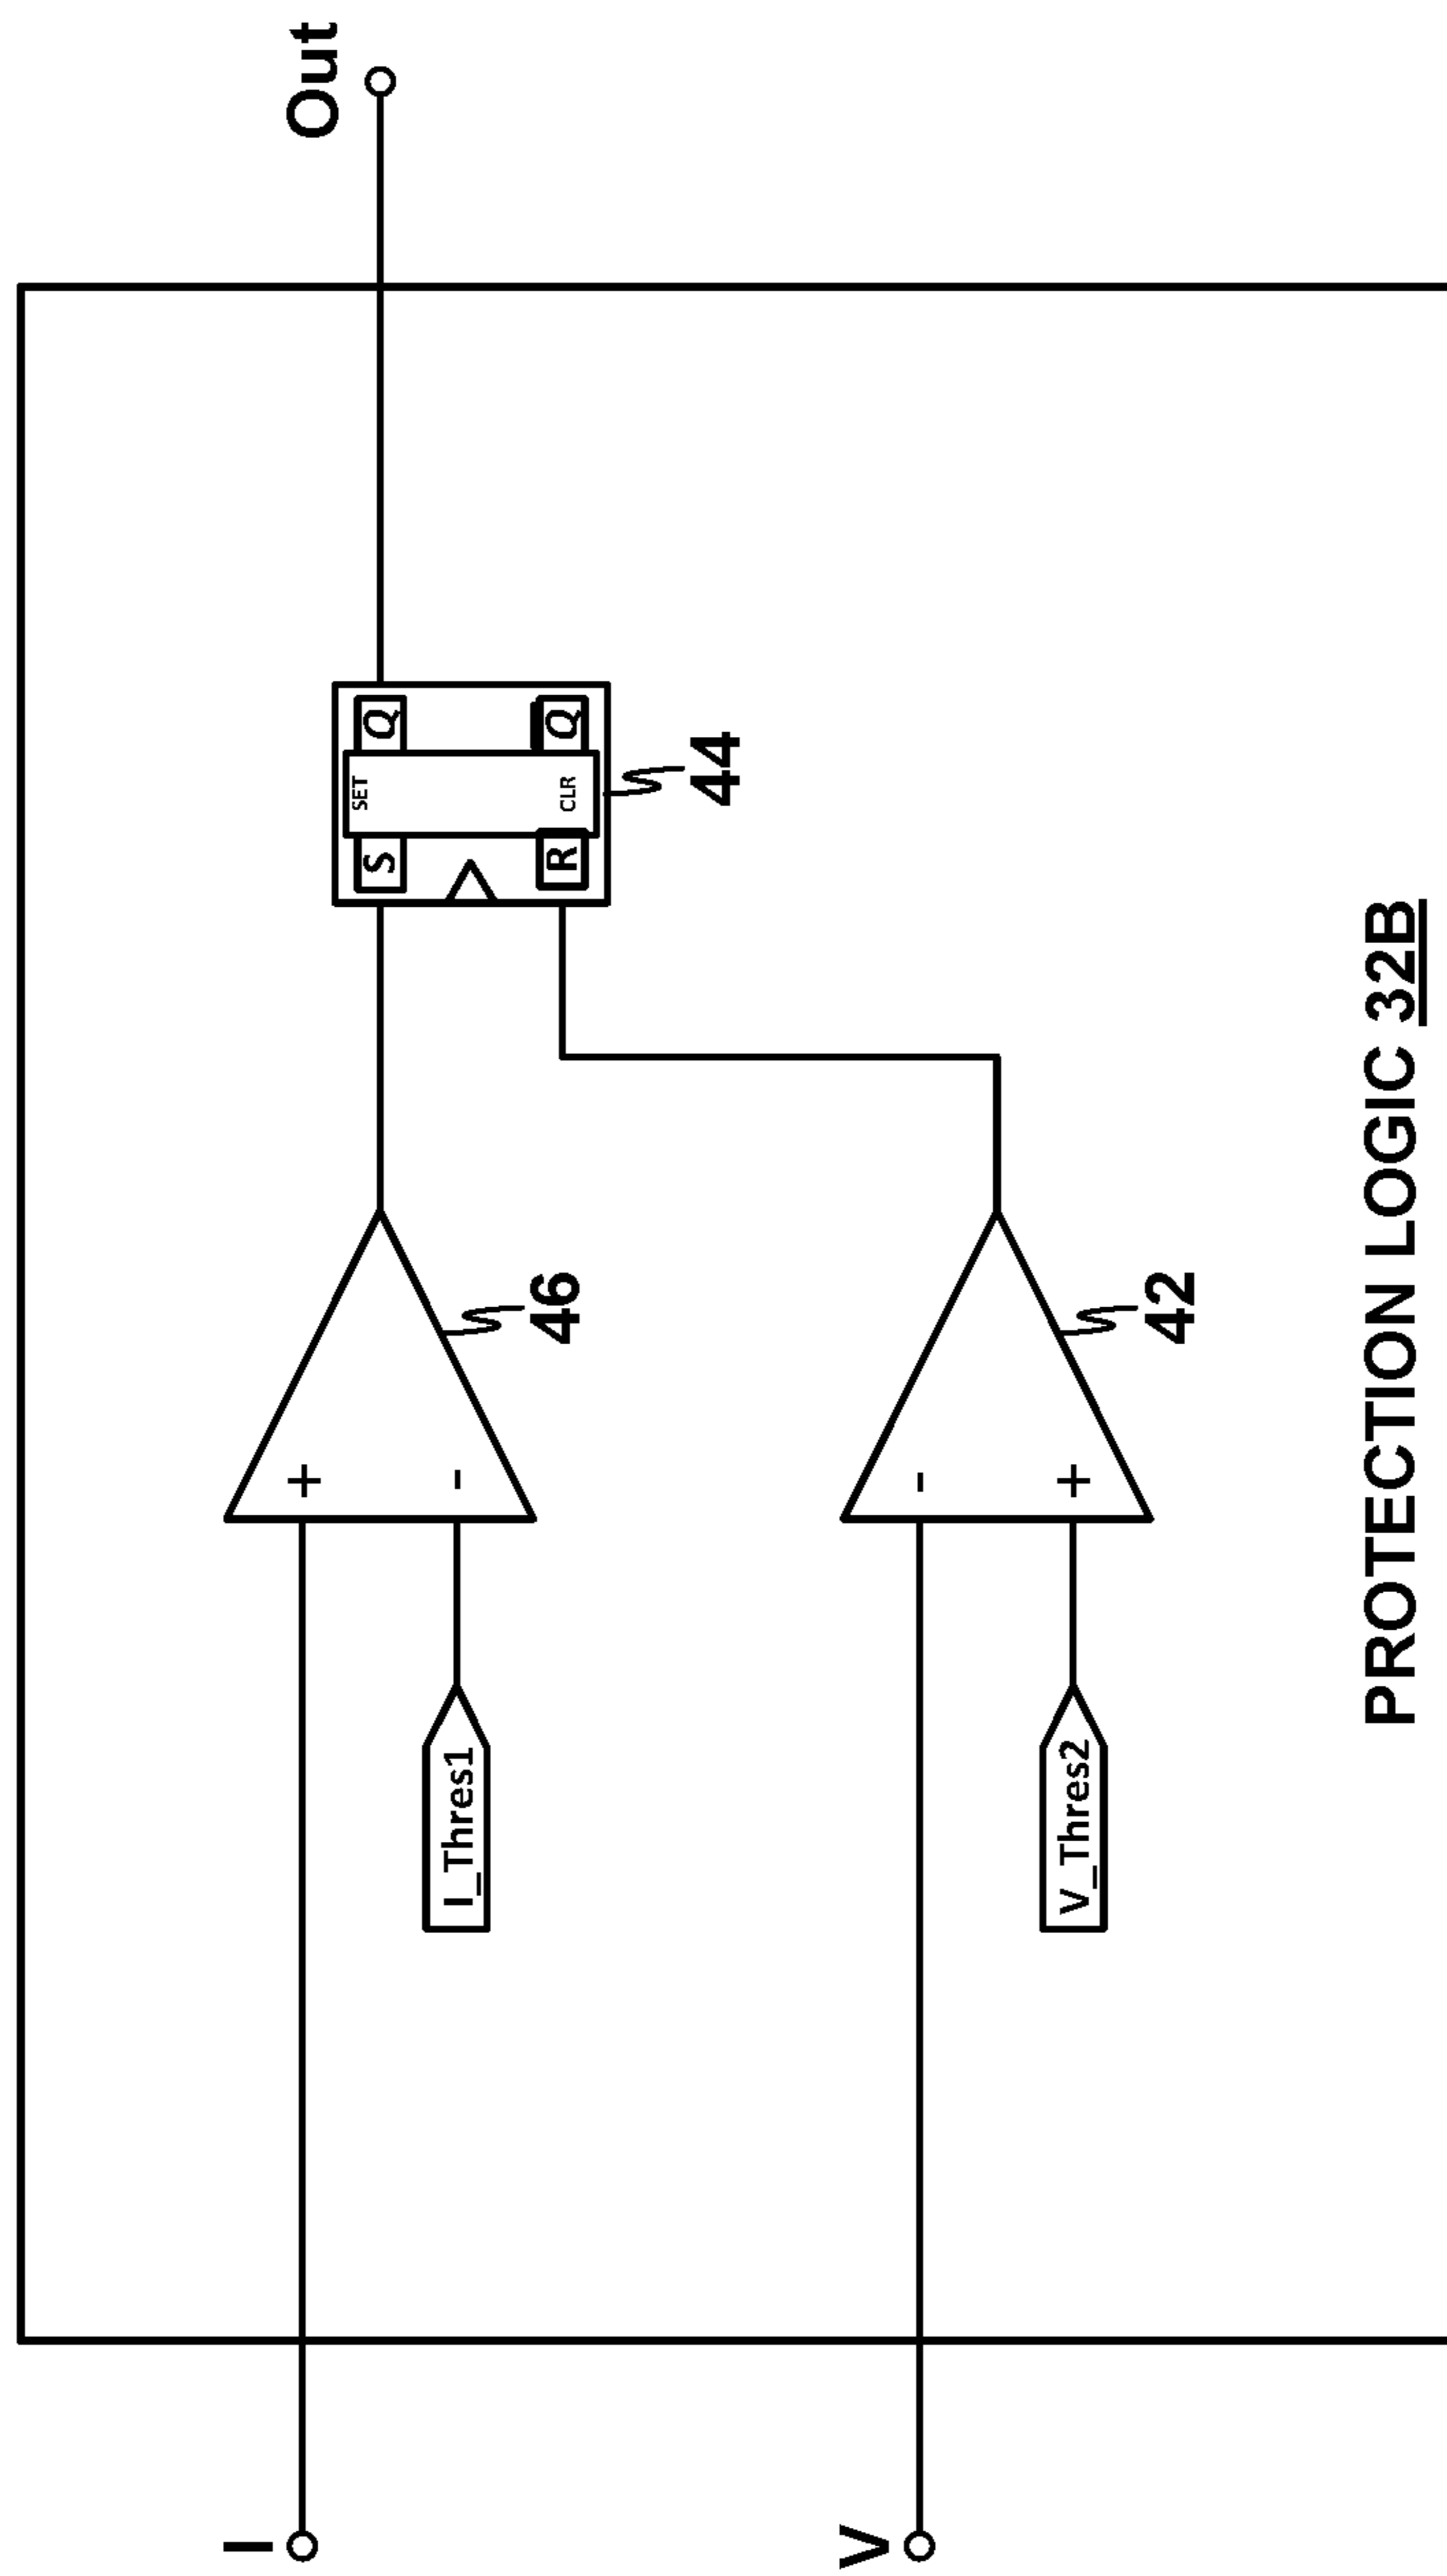 I
Out
+
-
I_Thres1
46
S
SET
Q
R
CLR
Q
44
V
-
+
V_Thres2
42
PROTECTION LOGIC 32B